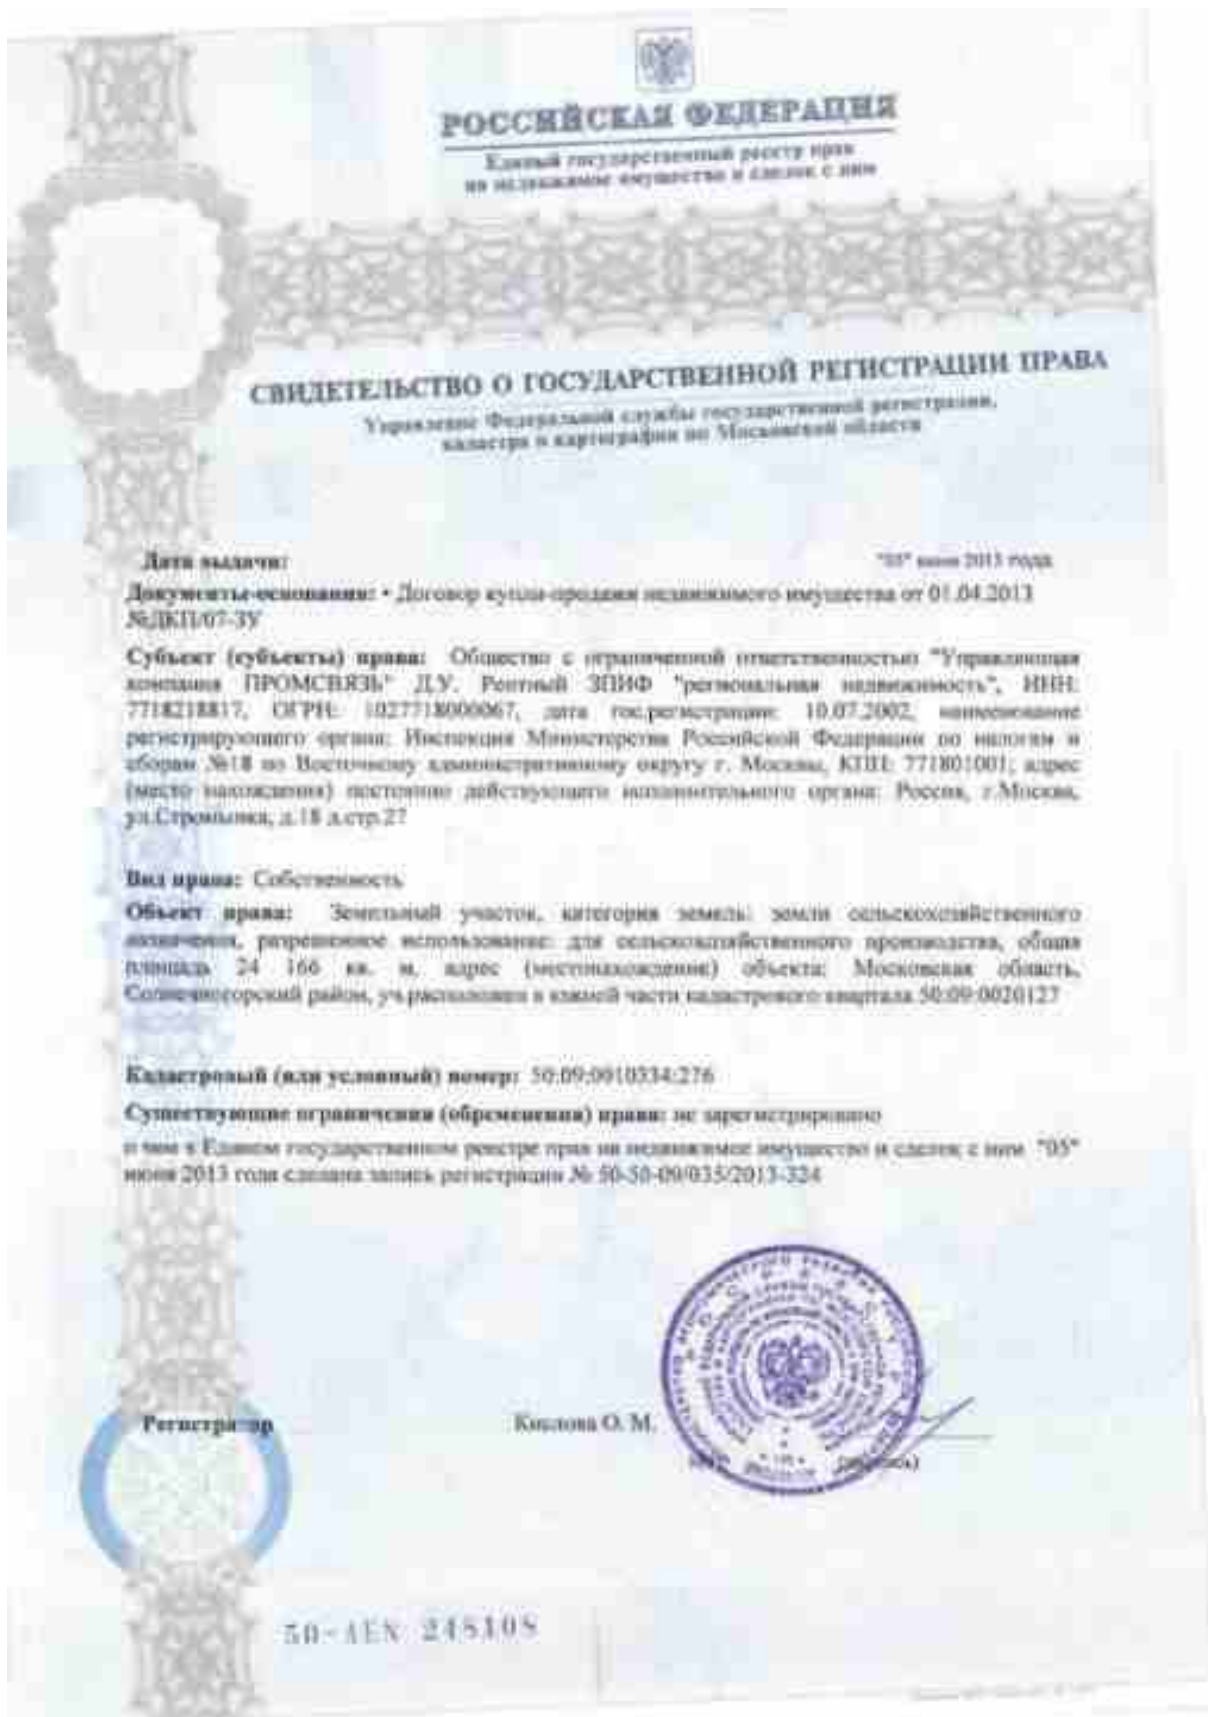 РОССИЙСКАЯ ФЕДЕРАЦИЯ
Единый государственный реестр прав
на недвижимое имущество и сделок с ним
СВИДЕТЕЛЬСТВО О ГОСУДАРСТВЕННОЙ РЕГИСТРАЦИИ ПРАВА
Управление Федеральной службы государственной регистрации,
кадастра и картографии по Московской области
Дата выдачи: "05" июня 2013 года
Документы-основания: • Договор купли-продажи недвижимого имущества от 01.04.2013
№ДКП/07-ЗУ
Субъект (субъекты) права: Общество с ограниченной ответственностью "Управляющая
компания ПРОМСВЯЗЬ" Д.У. Рентный ЗПИФ "региональная недвижимость", ИНН:
7718218817, ОГРН: 1027718000067, дата гос.регистрации: 10.07.2002, наименование
регистрирующего органа: Инспекция Министерства Российской Федерации по налогам и
сборам №18 по Восточному административному округу г. Москвы, КПП: 771801001; адрес
(место нахождения) постоянно действующего исполнительного органа: Россия, г.Москва,
ул.Стромынка, д.18 стр.27
Вид права: Собственность
Объект права: Земельный участок, категория земель: земли сельскохозяйственного
назначения, разрешенное использование: для сельскохозяйственного производства, общая
площадь 24 166 кв. м, адрес (местонахождение) объекта: Московская область,
Солнечногорский район, уч.расположен в южной части кадастрового квартала 50:09:0020127
Кадастровый (или условный) номер: 50:09:0010334:276
Существующие ограничения (обременения) права: не зарегистрировано
о чем в Едином государственном реестре прав на недвижимое имущество и сделок с ним "05"
июня 2013 года сделана запись регистрации № 50-50-09/035/2013-324
Регистратор
О. М.
(подпись)
50-АЕN 248108